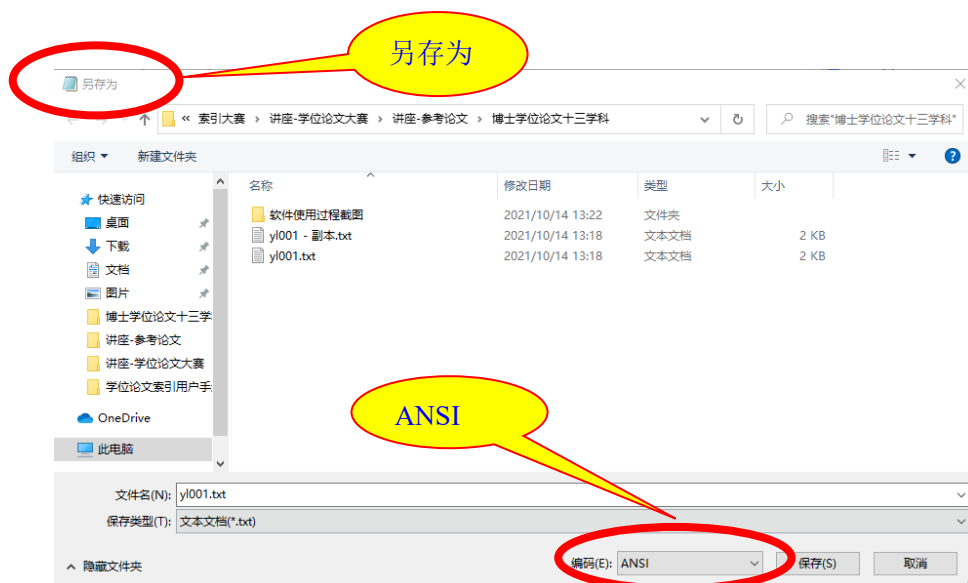 另存为
另存为
« 索引大赛 › 讲座-学位论文大赛 › 讲座-参考论文 › 博士学位论文十三学科
搜索"博士学位论文十三学科"
组织 新建文件夹
名称 修改日期 类型 大小
快速访问
桌面
下载
文档
图片
博士学位论文十三学
讲座-参考论文
讲座-学位论文大赛
学位论文索引用户手
OneDrive
此电脑
软件使用过程截图 2021/10/14 13:22 文件夹
yl001 - 副本.txt 2021/10/14 13:18 文本文档 2 KB
yl001.txt 2021/10/14 13:18 文本文档 2 KB
ANSI
文件名(N): yl001.txt
保存类型(T): 文本文档(*.txt)
隐藏文件夹 编码(E): ANSI 保存(S) 取消